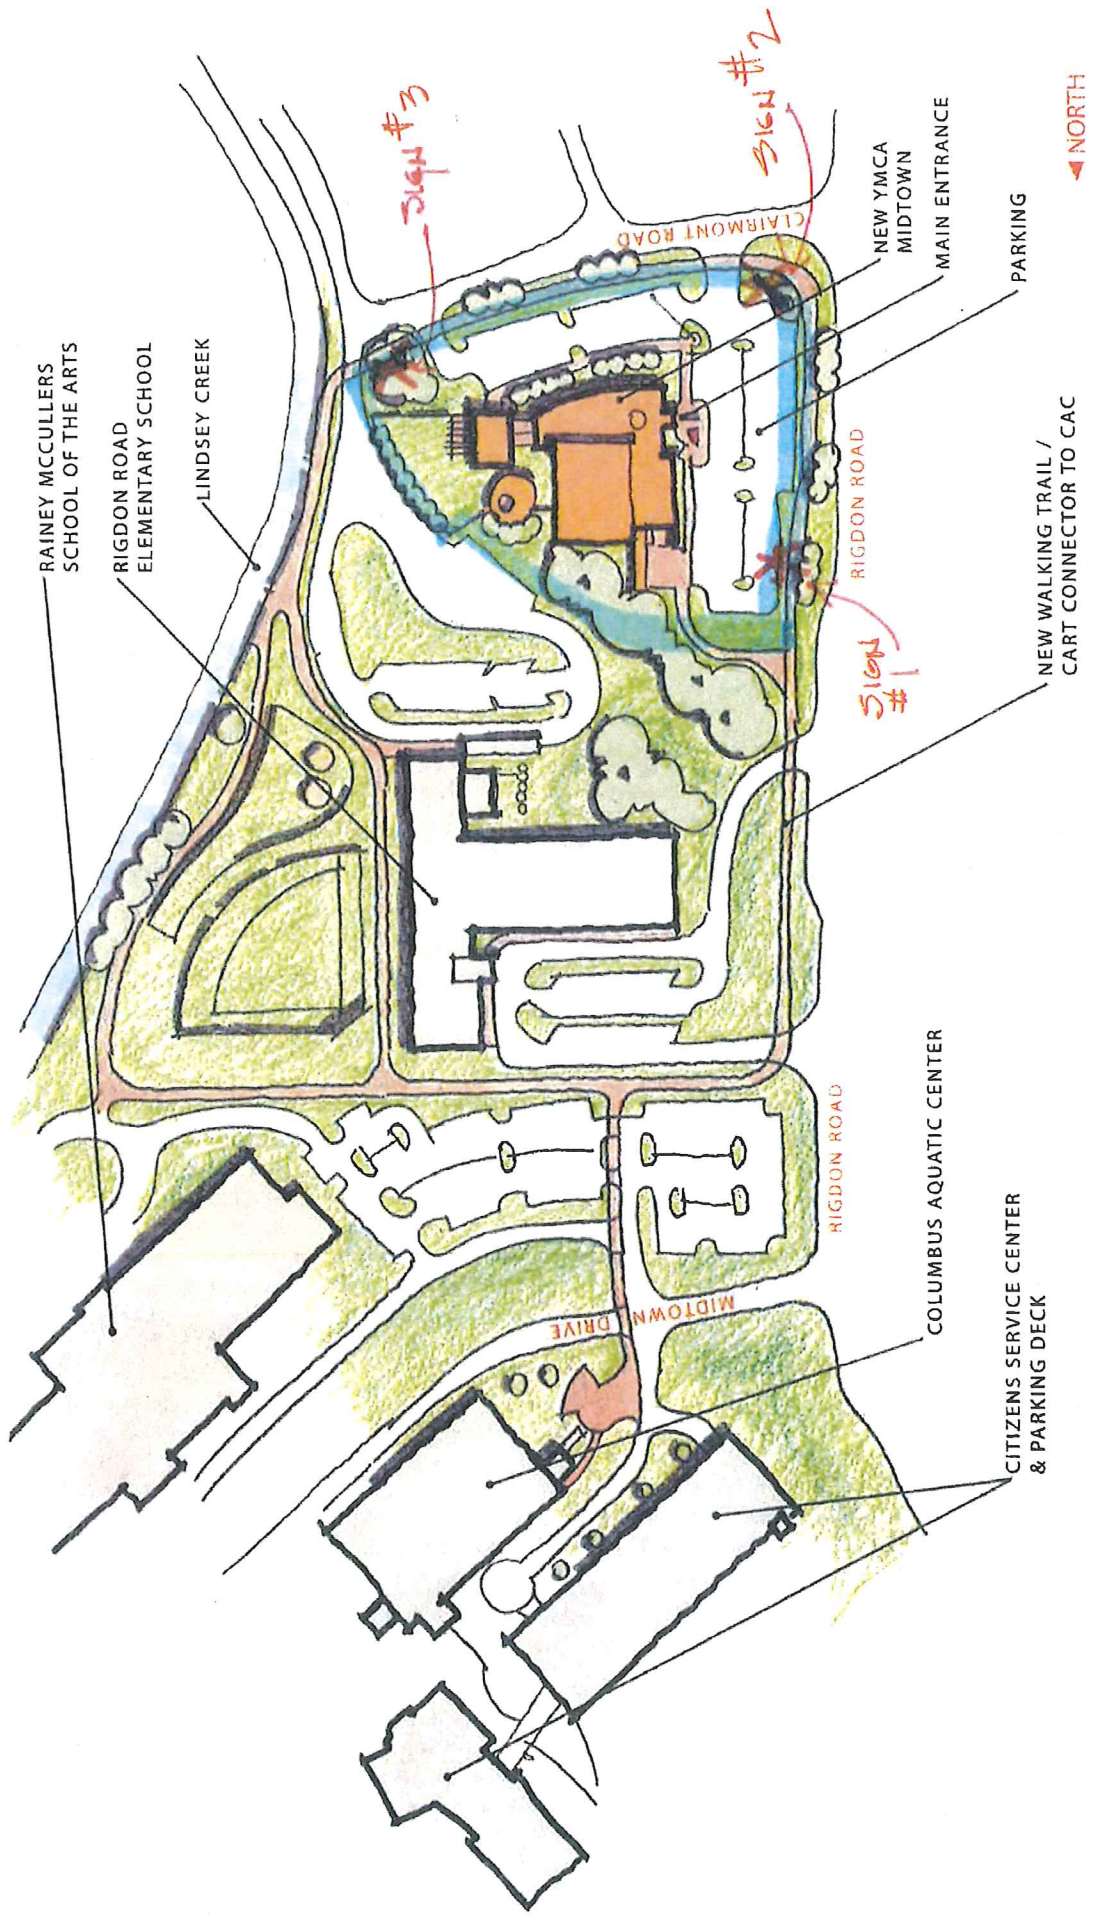 RAINEY MCCULLERS
SCHOOL OF THE ARTS
RIGDON ROAD
ELEMENTARY SCHOOL
LINDSEY CREEK
SIGN #3
SIGN #2
CLAIRMONT ROAD
NEW YMCA
MIDTOWN
MAIN ENTRANCE
PARKING
◄ NORTH
RIGDON ROAD
SIGN
#1
NEW WALKING TRAIL /
CART CONNECTOR TO CAC
RIGDON ROAD
MIDTOWN DRIVE
COLUMBUS AQUATIC CENTER
CITIZENS SERVICE CENTER
& PARKING DECK